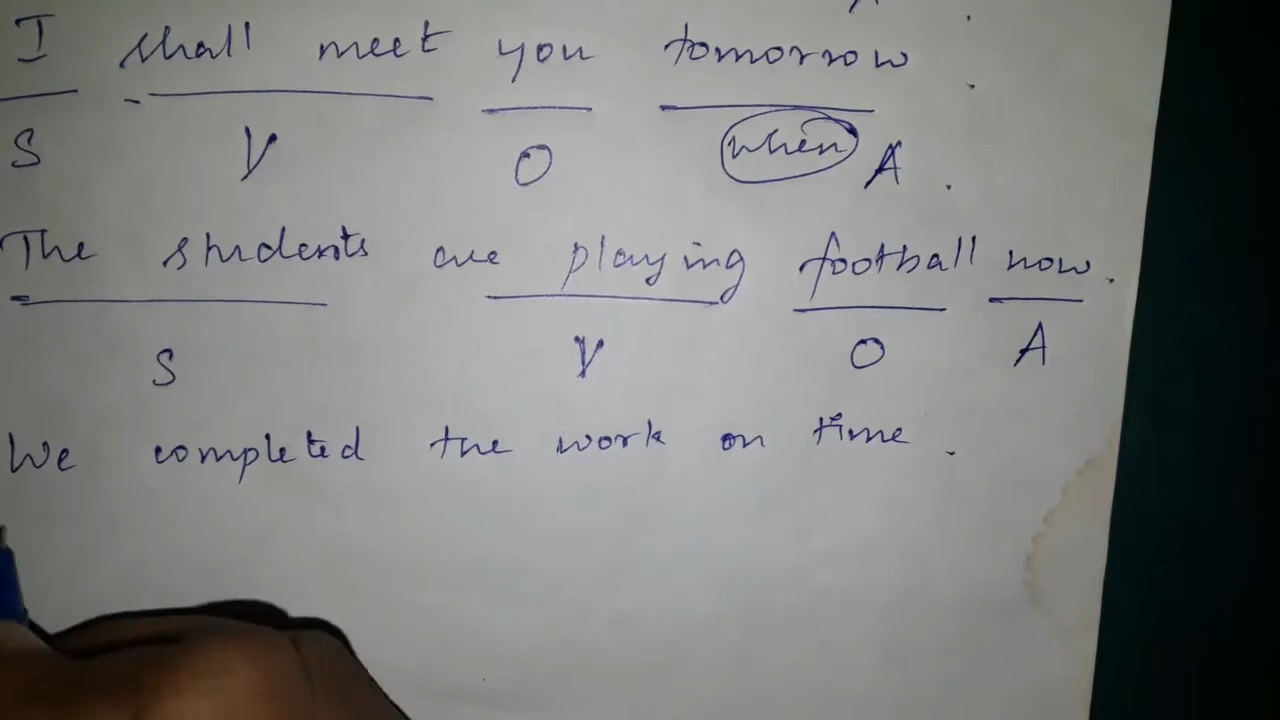 I shall meet you tomorrow.
S V O when A.
The students are playing football now.
S V O A
We completed the work on time.